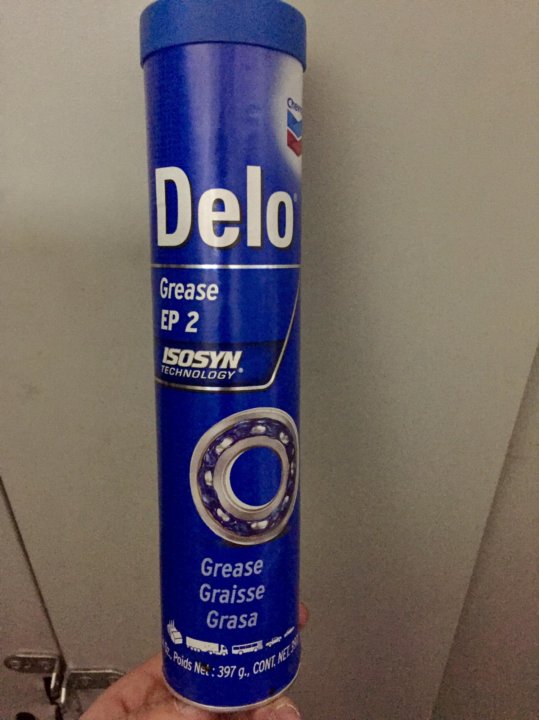 Delo
Grease
EP 2
ISOSYN
TECHNOLOGY®
Grease
Graisse
Grasa
Poids Net: 397 g., CONT. NET.